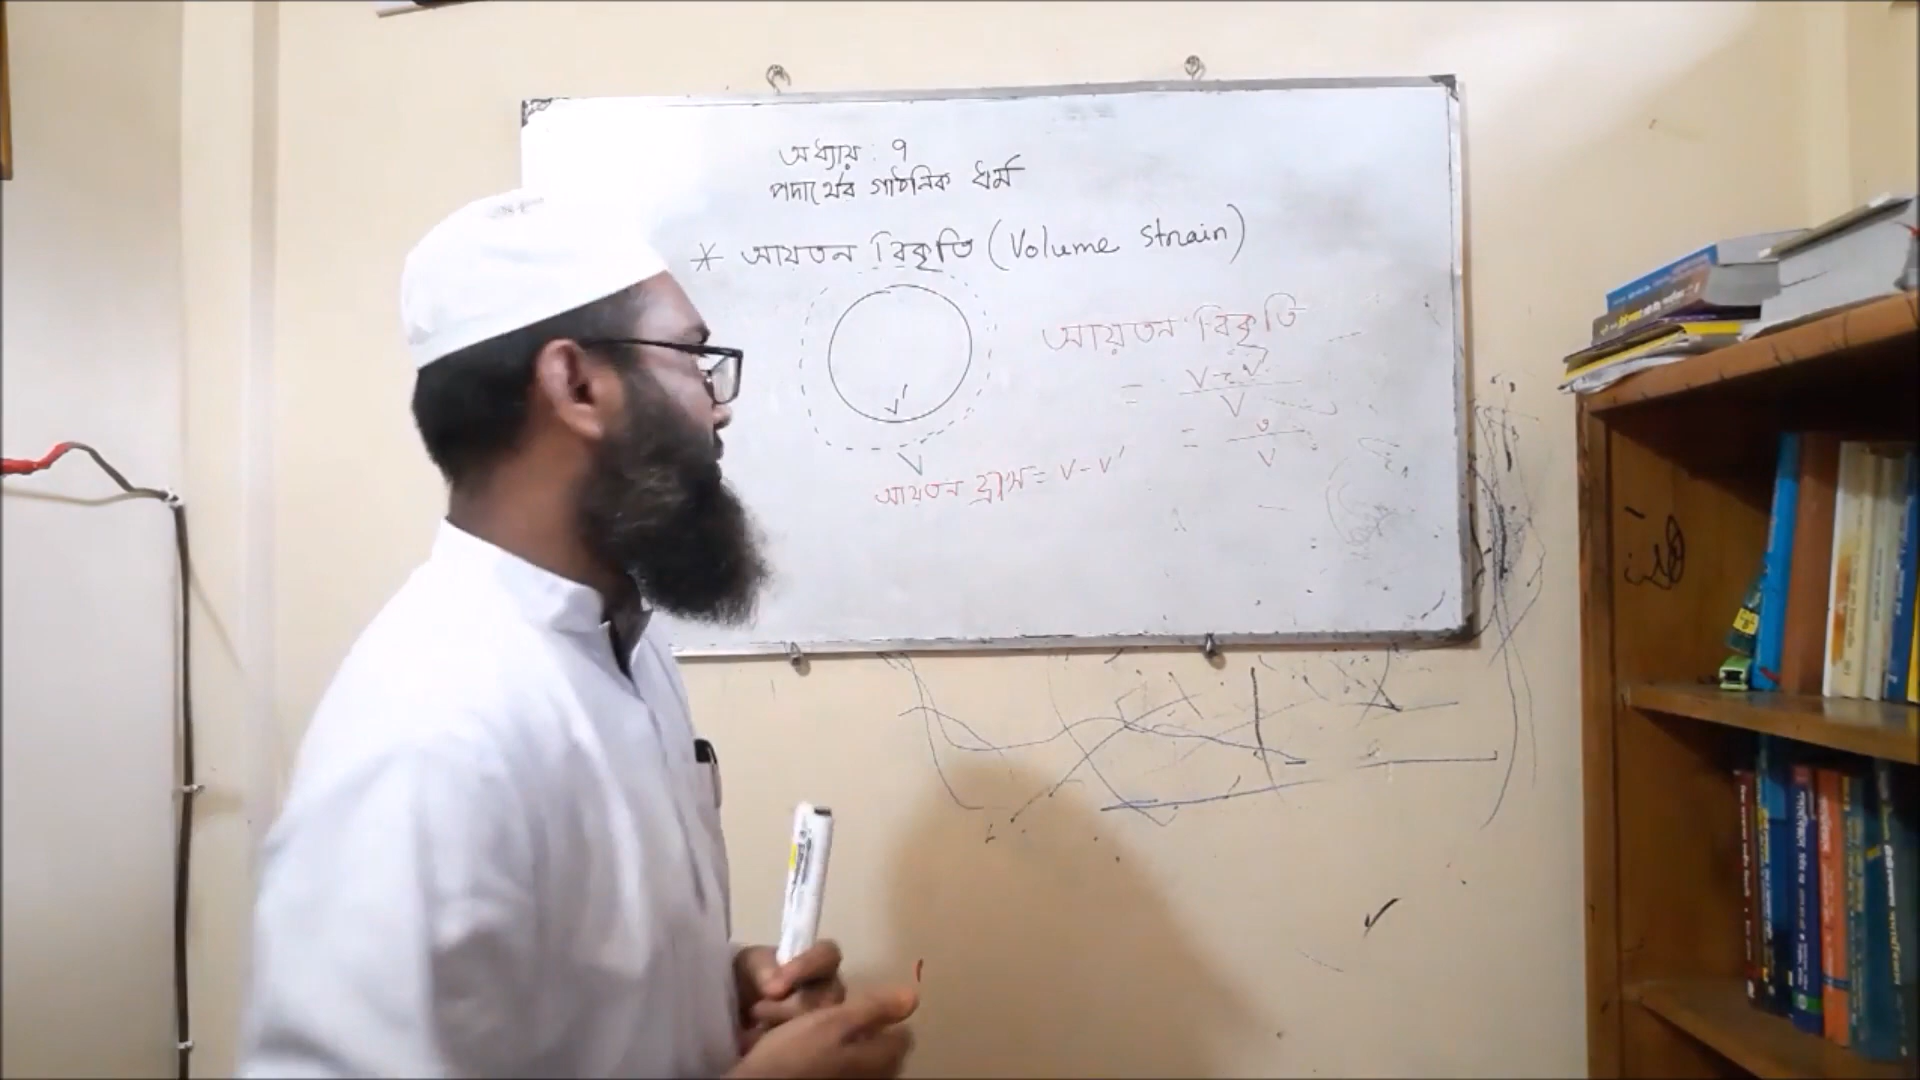 অধ্যায় : ৭
পদার্থের গাঠনিক ধর্ম
* আয়তন বিকৃতি (Volume Strain)
V'
V
আয়তন হ্রাস = V - V'
আয়তন বিকৃতি
= V - V' / V
= v / V